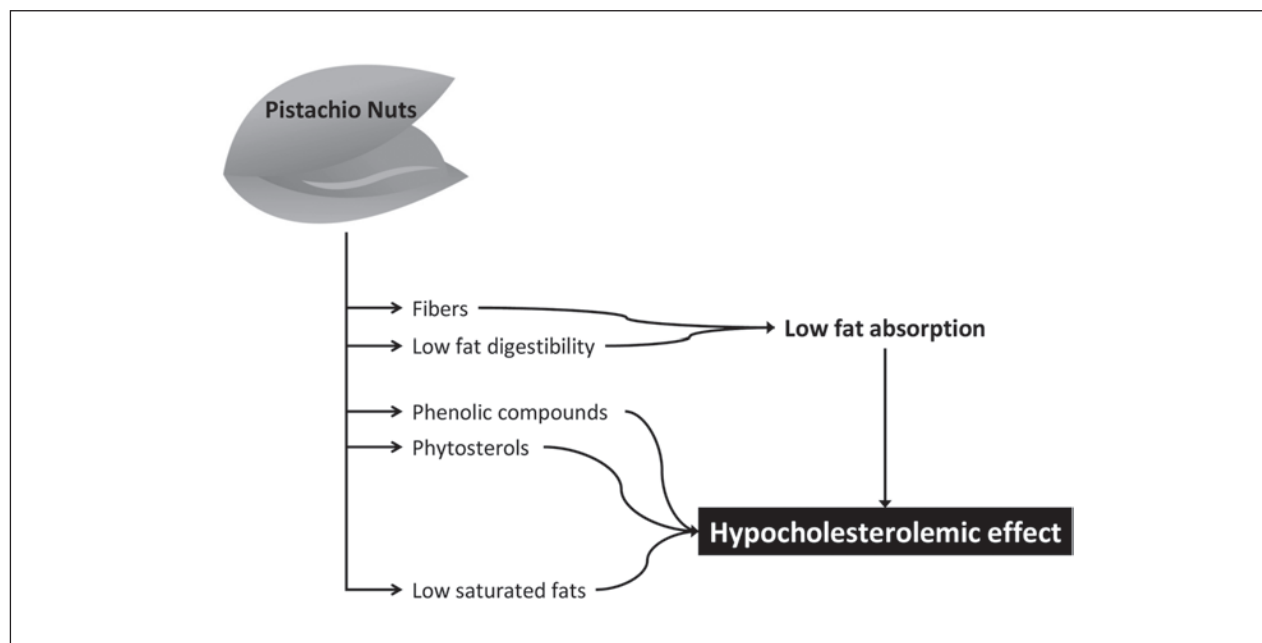 Pistachio Nuts
Fibers
Low fat digestibility
Low fat absorption
Phenolic compounds
Phytosterols
Hypocholesterolemic effect
Low saturated fats